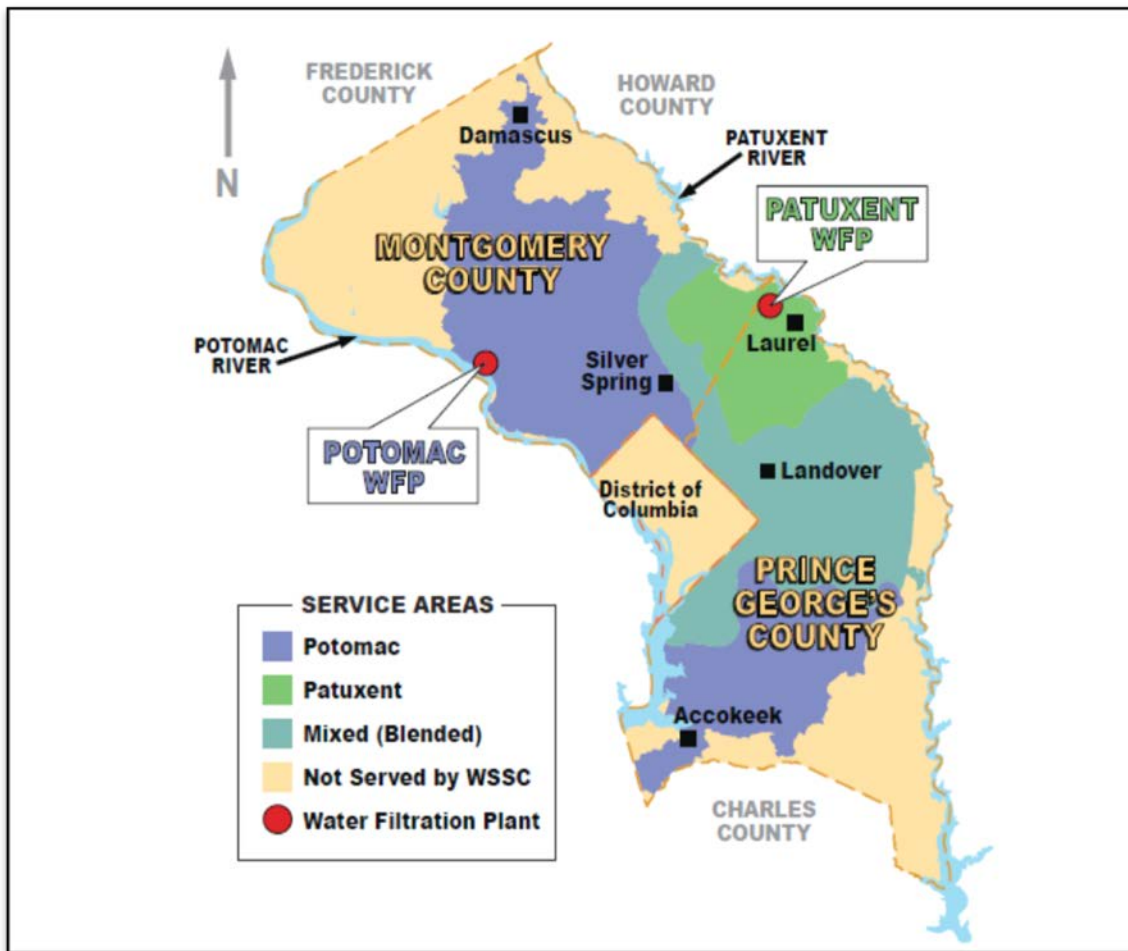 FREDERICK
COUNTY
HOWARD
COUNTY
N
Damascus
PATUXENT
RIVER
PATUXENT
WFP
MONTGOMERY
COUNTY
POTOMAC
RIVER
Laurel
Silver
Spring
POTOMAC
WFP
Landover
District of
Columbia
PRINCE
GEORGE'S
COUNTY
SERVICE AREAS
Potomac
Patuxent
Mixed (Blended)
Not Served by WSSC
Water Filtration Plant
Accokeek
CHARLES
COUNTY